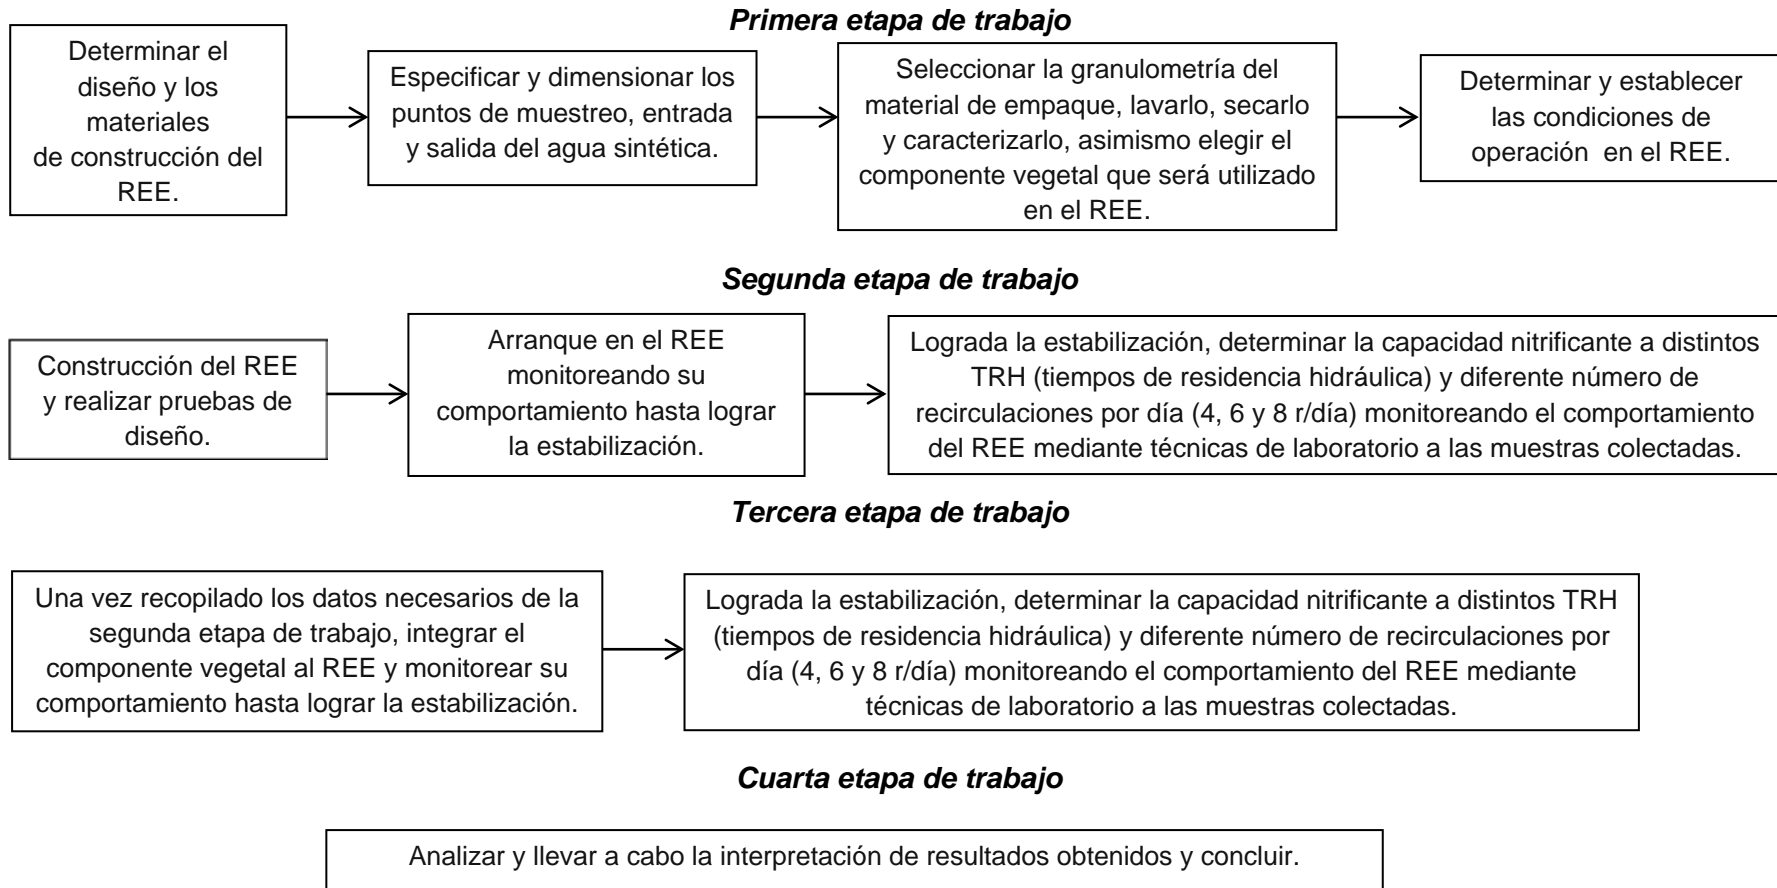 Primera etapa de trabajo
Determinar el
diseño y los
materiales
de construcción del
REE.
Especificar y dimensionar los
puntos de muestreo, entrada
y salida del agua sintética.
Seleccionar la granulometría del
material de empaque, lavarlo, secarlo
y caracterizarlo, asimismo elegir el
componente vegetal que será utilizado
en el REE.
Determinar y establecer
las condiciones de
operación en el REE.
Segunda etapa de trabajo
Construcción del REE
y realizar pruebas de
diseño.
Arranque en el REE
monitoreando su
comportamiento hasta lograr
la estabilización.
Lograda la estabilización, determinar la capacidad nitrificante a distintos
TRH (tiempos de residencia hidráulica) y diferente número de
recirculaciones por día (4, 6 y 8 r/día) monitoreando el comportamiento
del REE mediante técnicas de laboratorio a las muestras colectadas.
Tercera etapa de trabajo
Una vez recopilado los datos necesarios de la
segunda etapa de trabajo, integrar el
componente vegetal al REE y monitorear su
comportamiento hasta lograr la estabilización.
Lograda la estabilización, determinar la capacidad nitrificante a distintos TRH
(tiempos de residencia hidráulica) y diferente número de recirculaciones por
día (4, 6 y 8 r/día) monitoreando el comportamiento del REE mediante
técnicas de laboratorio a las muestras colectadas.
Cuarta etapa de trabajo
Analizar y llevar a cabo la interpretación de resultados obtenidos y concluir.